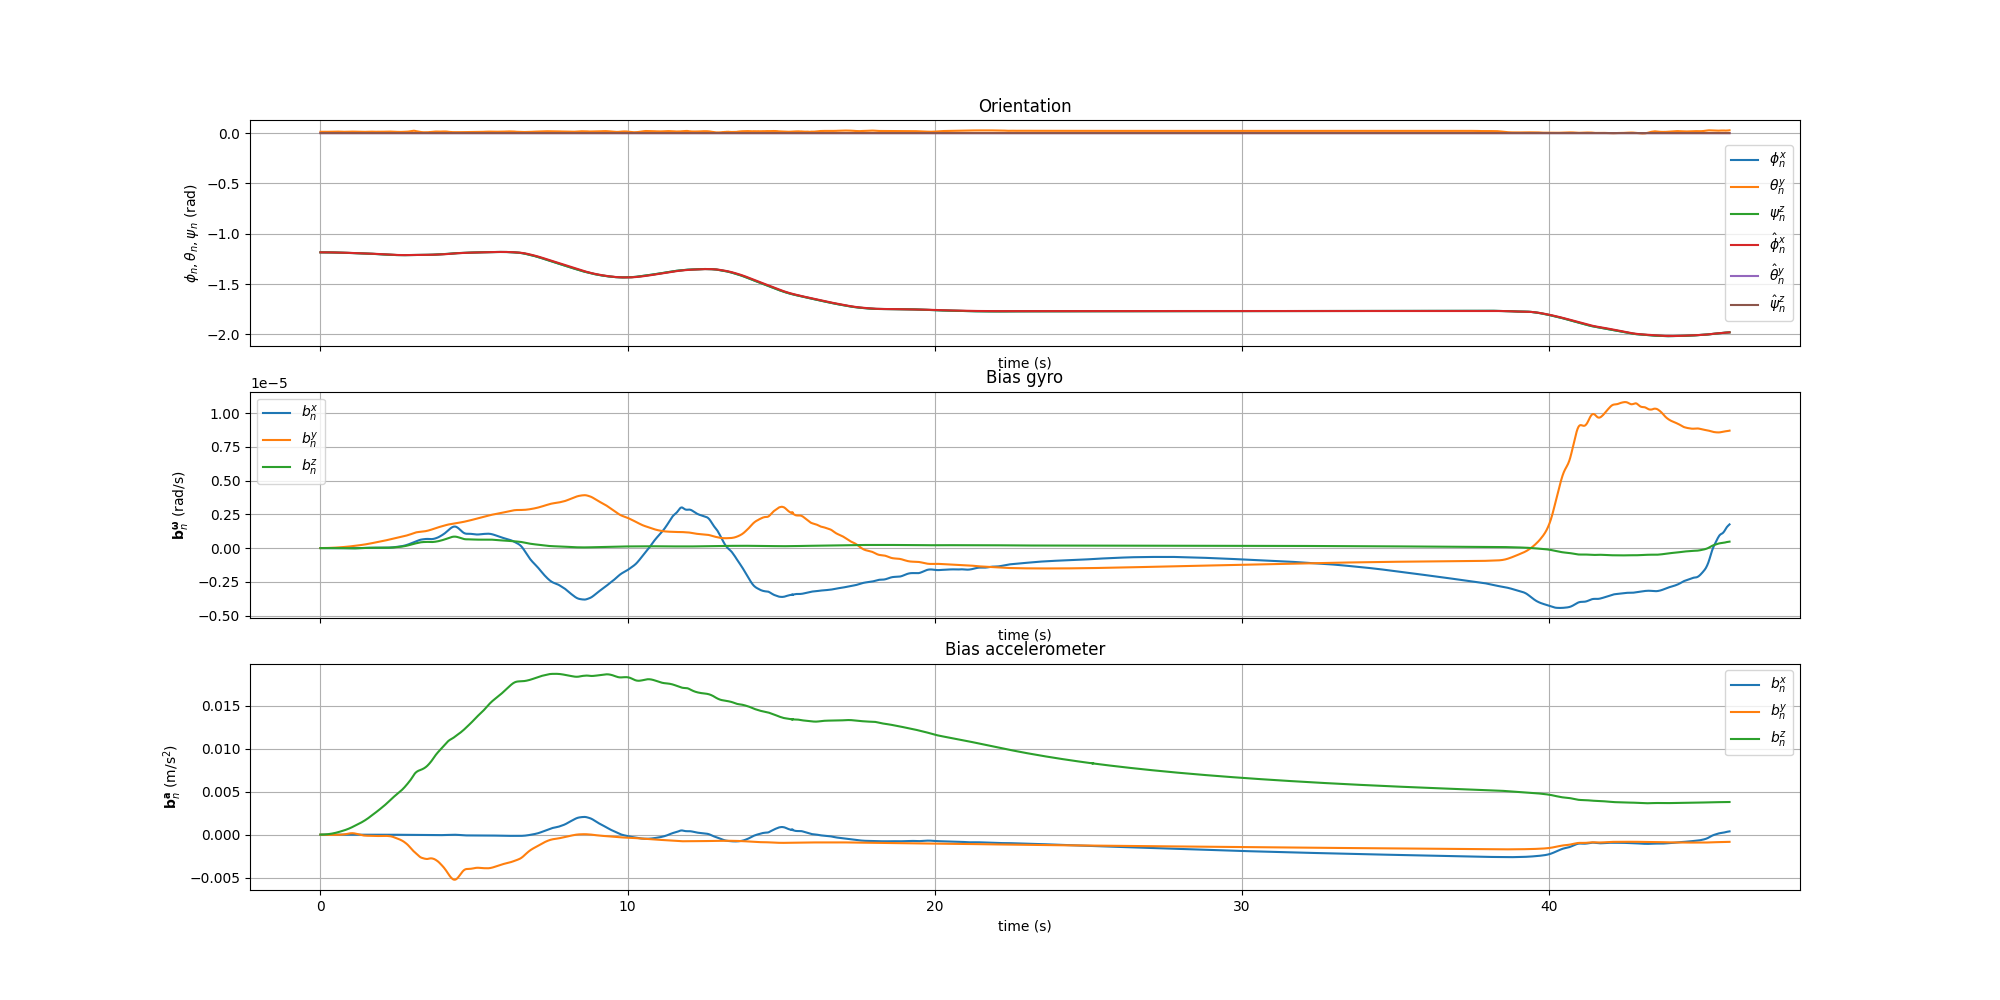 Orientation
ϕₙ, θₙ, ψₙ (rad)
0.0
−0.5
−1.0
−1.5
−2.0
ϕₙˣ
θₙʸ
ψₙᶻ
ϕ̂ₙˣ
θ̂ₙʸ
ψ̂ₙᶻ
time (s)
Bias gyro
1e−5
bₙ^ω (rad/s)
1.00
0.75
0.50
0.25
0.00
−0.25
−0.50
bₙˣ
bₙʸ
bₙᶻ
time (s)
Bias accelerometer
bₙᵃ (m/s²)
0.015
0.010
0.005
0.000
−0.005
bₙˣ
bₙʸ
bₙᶻ
0 10 20 30 40
time (s)